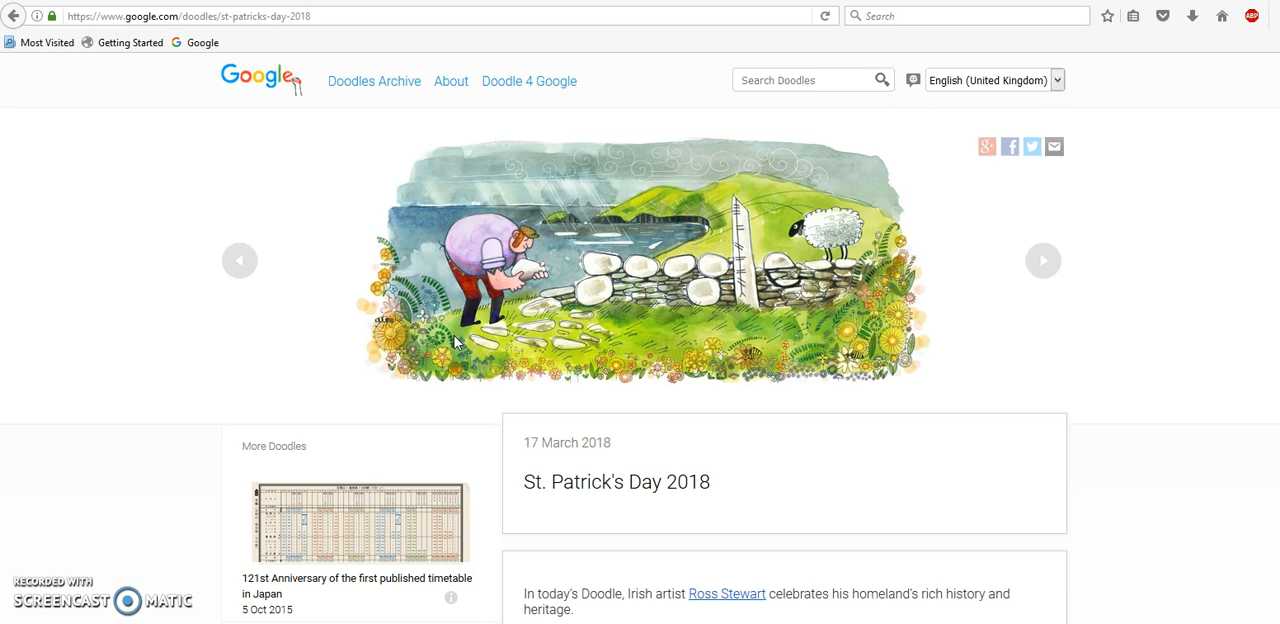 https://www.google.com/doodles/st-patricks-day-2018
Search
ABP
Most Visited
Getting Started
G Google
Google
Doodles Archive
About
Doodle 4 Google
Search Doodles
English (United Kingdom)
17 March 2018
St. Patrick's Day 2018
More Doodles
121st Anniversary of the first published timetable
in Japan
5 Oct 2015
In today's Doodle, Irish artist Ross Stewart celebrates his homeland's rich history and
heritage.
RECORDED WITH
SCREENCAST MATIC